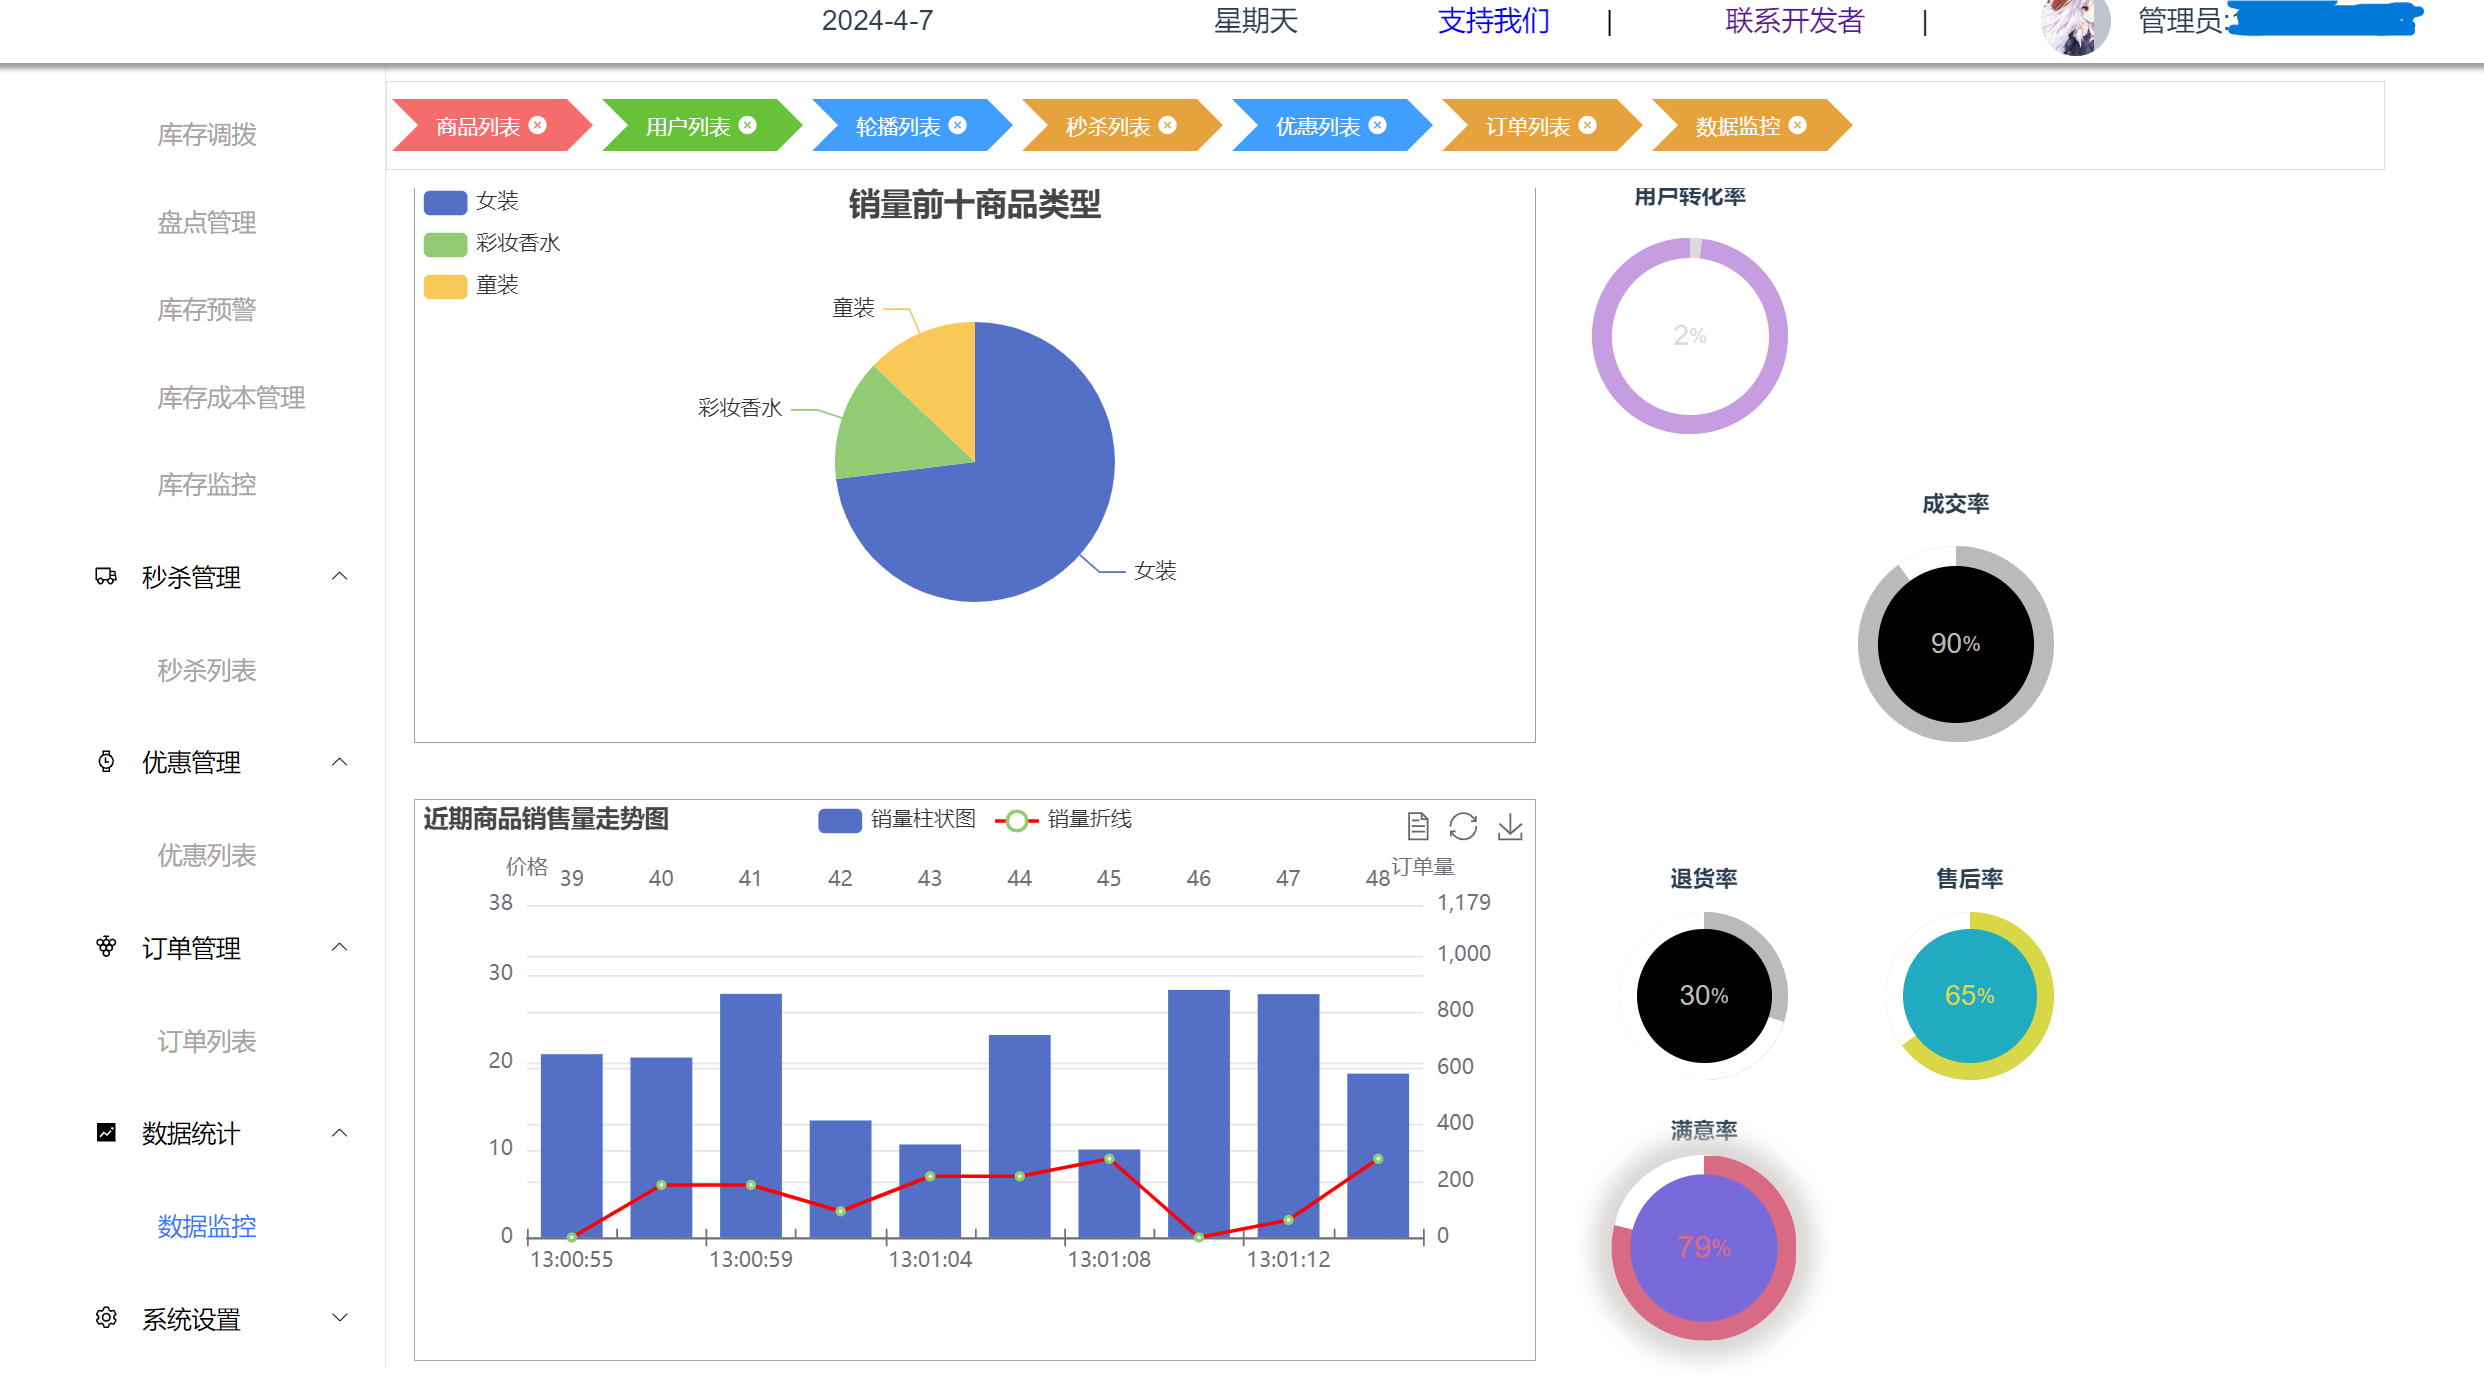 2024-4-7
星期天
支持我们
|
联系开发者
|
管理员:
库存调拨
盘点管理
库存预警
库存成本管理
库存监控
秒杀管理
秒杀列表
优惠管理
优惠列表
订单管理
订单列表
数据统计
数据监控
系统设置
商品列表
用户列表
轮播列表
秒杀列表
优惠列表
订单列表
数据监控
女装
彩妆香水
童装
销量前十商品类型
童装
彩妆香水
女装
用户转化率
2%
成交率
90%
近期商品销售量走势图
销量柱状图
销量折线
价格
39 40 41 42 43 44 45 46 47 48
订单量
38
30
20
10
0
1,179
1,000
800
600
400
200
0
13:00:55 13:00:59 13:01:04 13:01:08 13:01:12
退货率
30%
售后率
65%
满意率
79%